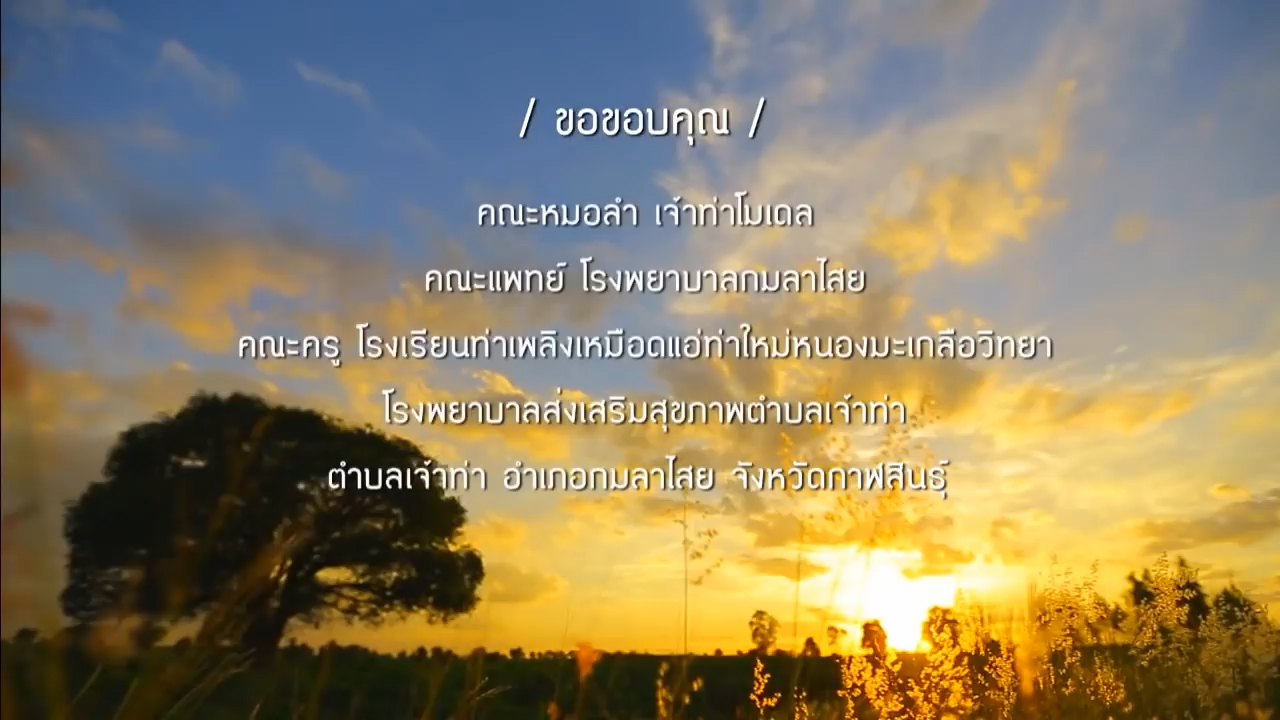 / ขอขอบคุณ /
คณะหมอลำ เจ้าท่าโมเดล
คณะแพทย์ โรงพยาบาลกมลาไสย
คณะครู โรงเรียนท่าเพลิงเหมือดแอ่ท่าใหม่หนองมะเกลือวิทยา
โรงพยาบาลส่งเสริมสุขภาพตำบลเจ้าท่า
ตำบลเจ้าท่า อำเภอกมลาไสย จังหวัดกาฬสินธุ์